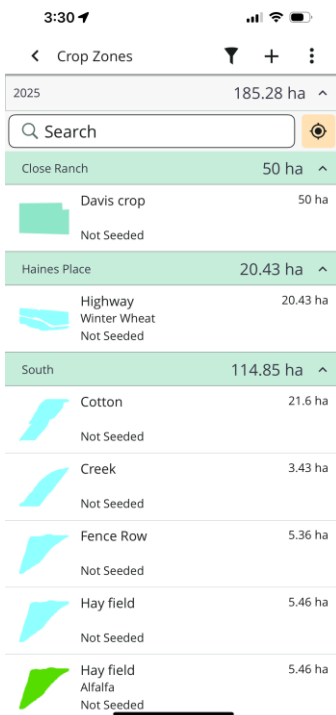 3:30
Crop Zones
2025 185.28 ha
Search
Close Ranch 50 ha
Davis crop 50 ha
Not Seeded
Haines Place 20.43 ha
Highway 20.43 ha
Winter Wheat
Not Seeded
South 114.85 ha
Cotton 21.6 ha
Not Seeded
Creek 3.43 ha
Not Seeded
Fence Row 5.36 ha
Not Seeded
Hay field 5.46 ha
Not Seeded
Hay field 5.46 ha
Alfalfa
Not Seeded